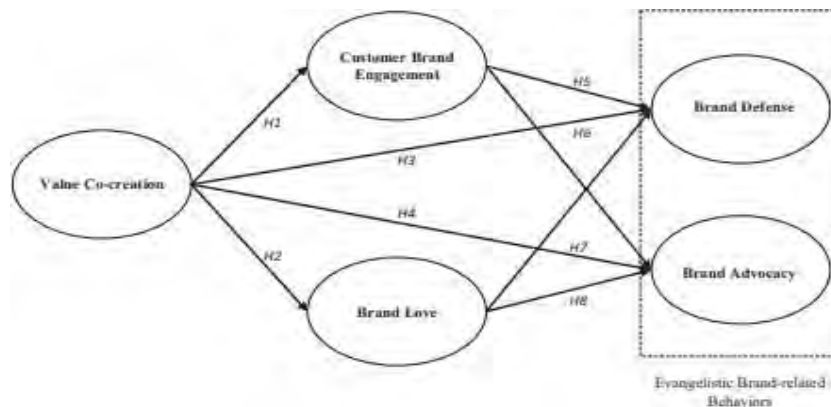 Customer Brand
Engagement
H5
Brand Defense
H1
H6
H3
Value Co-creation
H4
H2
H7
Brand Advocacy
H8
Brand Love
Evangelistic Brand-related
Behaviors